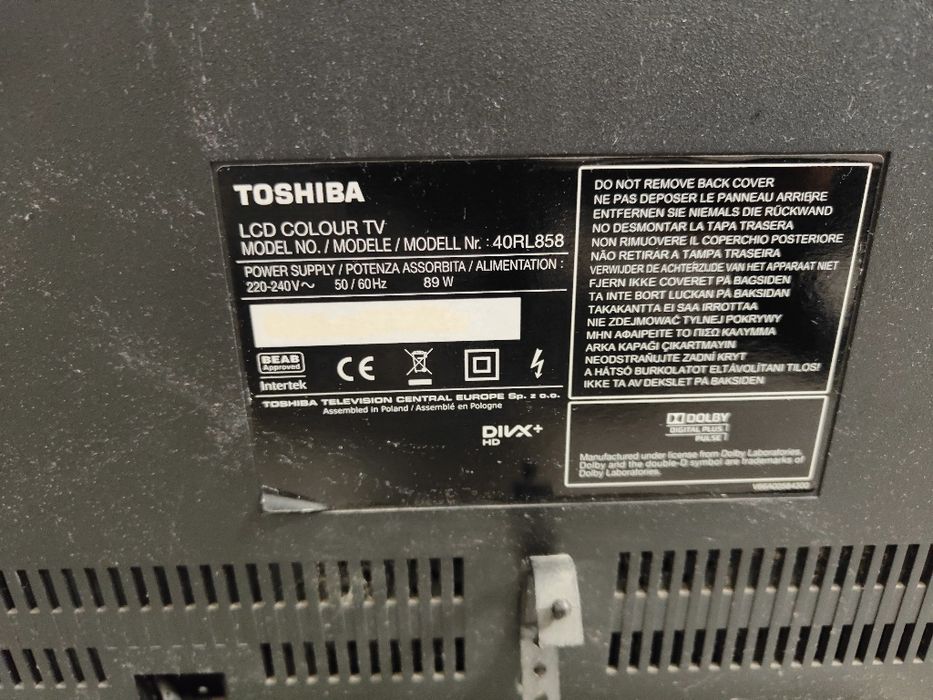 TOSHIBA
LCD COLOUR TV
MODEL NO. / MODELE / MODELL Nr. : 40RL858
POWER SUPPLY / POTENZA ASSORBITA / ALIMENTATION :
220-240V~ 50 / 60 Hz 89 W
BEAB
Approved
Intertek
CE
TOSHIBA TELEVISION CENTRAL EUROPE Sp. z o.o.
Assembled in Poland / Assemblé en Pologne
DIVX+
HD
DO NOT REMOVE BACK COVER
NE PAS DEPOSER LE PANNEAU ARRIERE
ENTFERNEN SIE NIEMALS DIE RÜCKWAND
NO DESMONTAR LA TAPA TRASERA
NON RIMUOVERE IL COPERCHIO POSTERIORE
NÃO RETIRAR A TAMPA TRASEIRA
VERWIJDER DE ACHTERZIJDE VAN HET APPARAAT NIET
FJERN IKKE COVERET PÅ BAGSIDEN
TA INTE BORT LUCKAN PÅ BAKSIDAN
TAKAKANTTA EI SAA IRROTTAA
NIE ZDEJMOWAĆ TYLNEJ POKRYWY
ΜΗΝ ΑΦΑΙΡΕΙΤΕ ΤΟ ΠΙΣΩ ΚΑΛΥΜΜΑ
ARKA KAPAĞI ÇIKARTMAYIN
NEODSTRAŇUJTE ZADNÍ KRYT
A HÁTSÓ BURKOLATOT ELTÁVOLÍTANI TILOS!
IKKE TA AV DEKSLET PÅ BAKSIDEN
DOLBY
DIGITAL PLUS
PULSE
Manufactured under license from Dolby Laboratories.
Dolby and the double-D symbol are trademarks of
Dolby Laboratories.